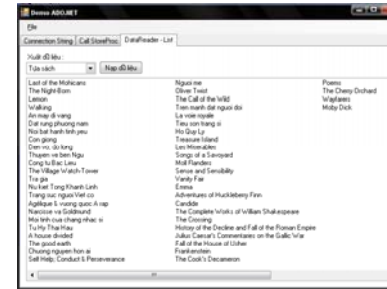 Demso ADO.NET
File
Connection String
Call StoreProc
DataReader - List
Xuất dữ liệu :
Tựa sách
Nạp dữ liệu
Last of the Mohicans
The Night-Born
Lemon
Walking
An may di vang
Dat rung phuong nam
Noi bat hanh tinh yeu
Con giong
Den vo, do long
Thuyen ve ben Ngu
Cong tu Bac Lieu
The Village Watch-Tower
Tra gia
Nu kiet Tong Khanh Linh
Trang suc nguoi Viet co
Agélique & vuong quoc A rap
Narcisse va Goldmund
Moi tinh cua chang nhac si
Tu Hy Thai Hau
A house divided
The good earth
Chuong nguyen hon ai
Self Help; Conduct & Perseverance
Nguoi me
Oliver Twist
The Call of the Wild
Tren manh dat nguoi doi
La voie royale
Tieu son trang si
Ho Quy Ly
Treasure Island
Les Miserables
Songs of a Savoyard
Moll Flanders
Sense and Sensibility
Vanity Fair
Emma
Adventures of Huckleberry Finn
Candide
The Complete Works of William Shakespeare
The Crossing
History of the Decline and Fall of the Roman Empire
Julius Caesar's Commentaries on the Gallic War
Fall of the House of Usher
Frankenstein
The Cook's Decameron
Poems
The Cherry Orchard
Wayfarers
Moby Dick